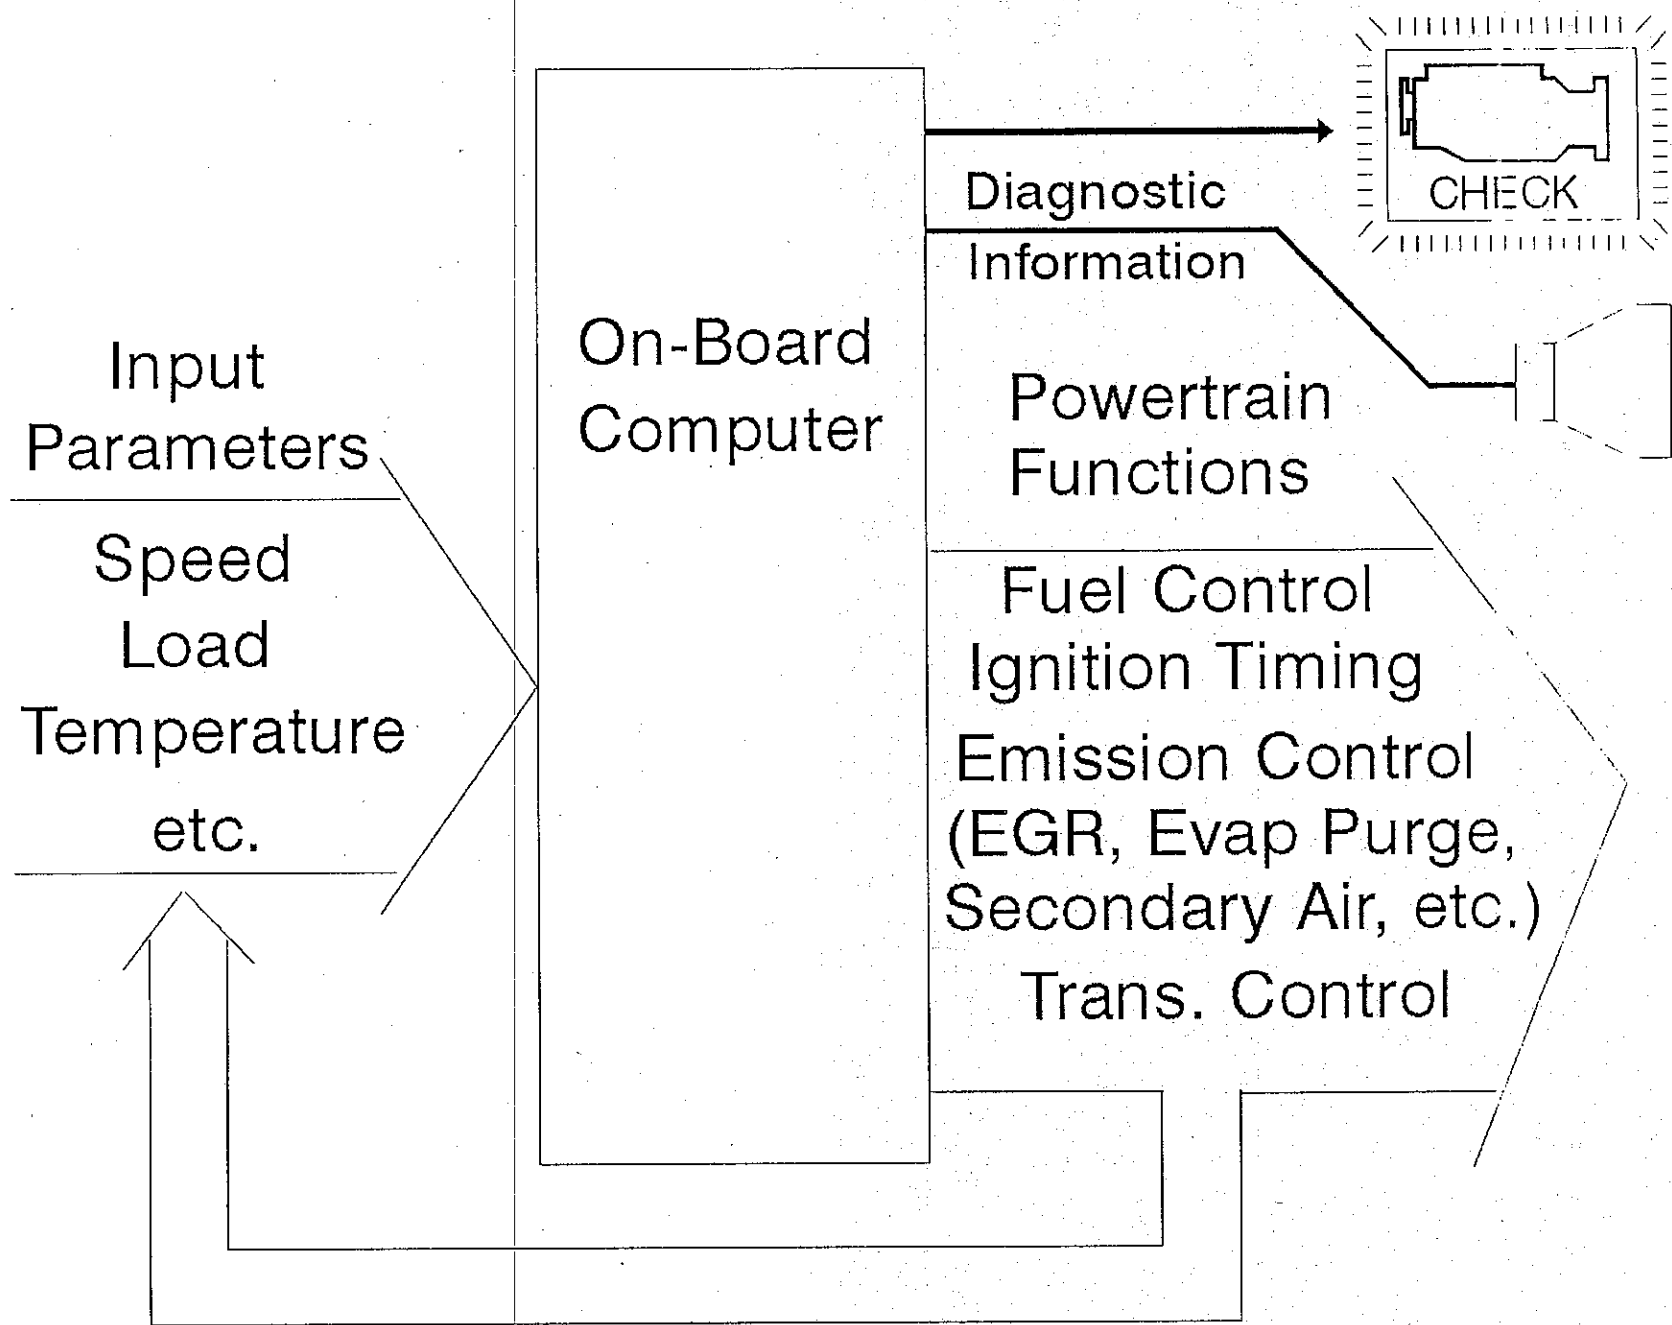 Input
Parameters
Speed
Load
Temperature
etc.
On-Board
Computer
Diagnostic
Information
CHECK
Powertrain
Functions
Fuel Control
Ignition Timing
Emission Control
(EGR, Evap Purge,
Secondary Air, etc.)
Trans. Control